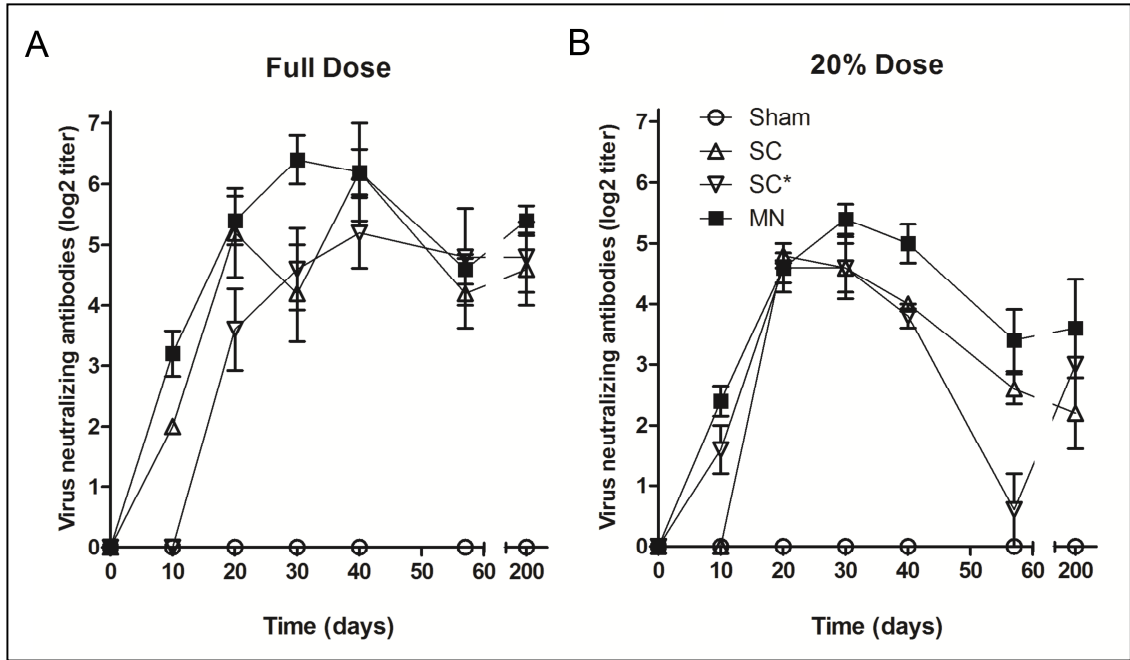 A
Full Dose
Virus neutralizing antibodies (log2 titer)
7
6
5
4
3
2
1
0
0 10 20 30 40 50 60 200
Time (days)
B
20% Dose
Sham
SC
SC*
MN
Virus neutralizing antibodies (log2 titer)
7
6
5
4
3
2
1
0
0 10 20 30 40 50 60 200
Time (days)